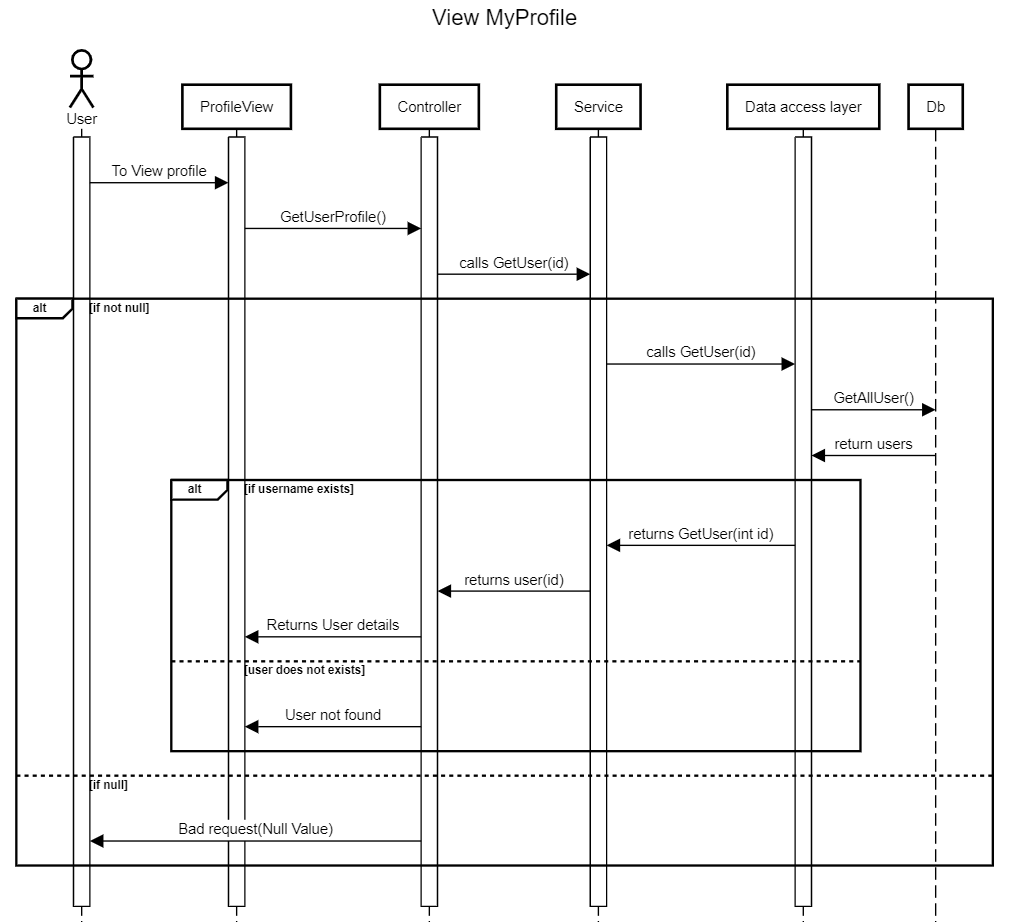 View MyProfile
User
ProfileView
Controller
Service
Data access layer
Db
To View profile
GetUserProfile()
calls GetUser(id)
alt
[if not null]
calls GetUser(id)
GetAllUser()
return users
alt
[if username exists]
returns GetUser(int id)
returns user(id)
Returns User details
[user does not exists]
User not found
[if null]
Bad request(Null Value)